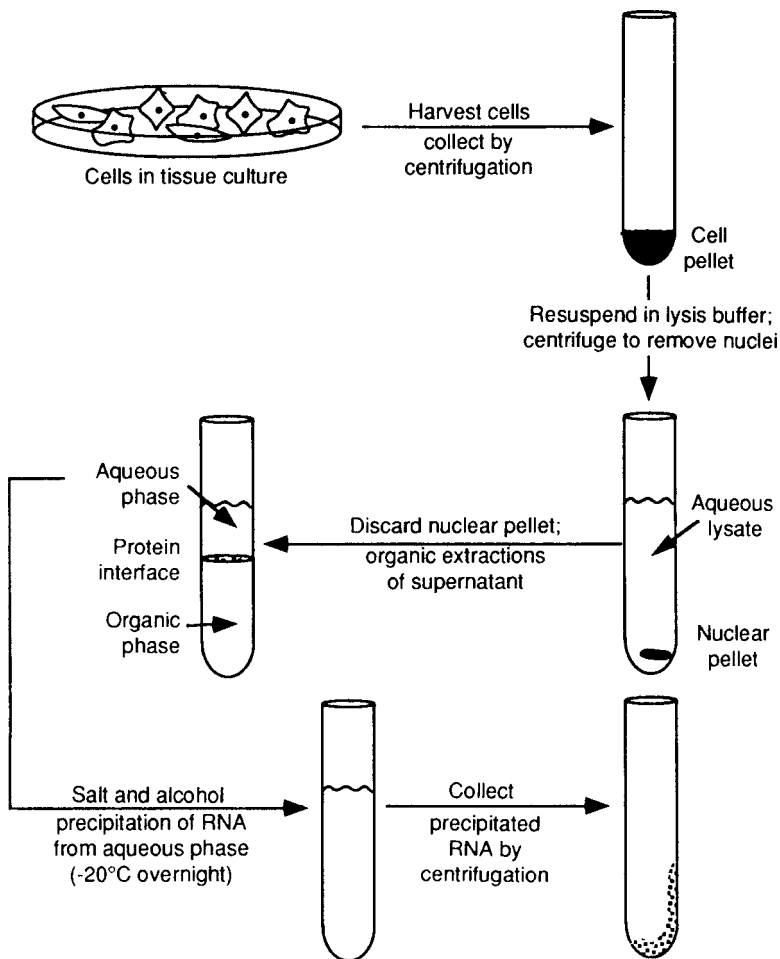 Harvest cells
collect by
centrifugation
Cells in tissue culture
Cell
pellet
Resuspend in lysis buffer;
centrifuge to remove nuclei
Aqueous
phase
Protein
interface
Organic
phase
Discard nuclear pellet;
organic extractions
of supernatant
Aqueous
lysate
Nuclear
pellet
Salt and alcohol
precipitation of RNA
from aqueous phase
(-20°C overnight)
Collect
precipitated
RNA by
centrifugation